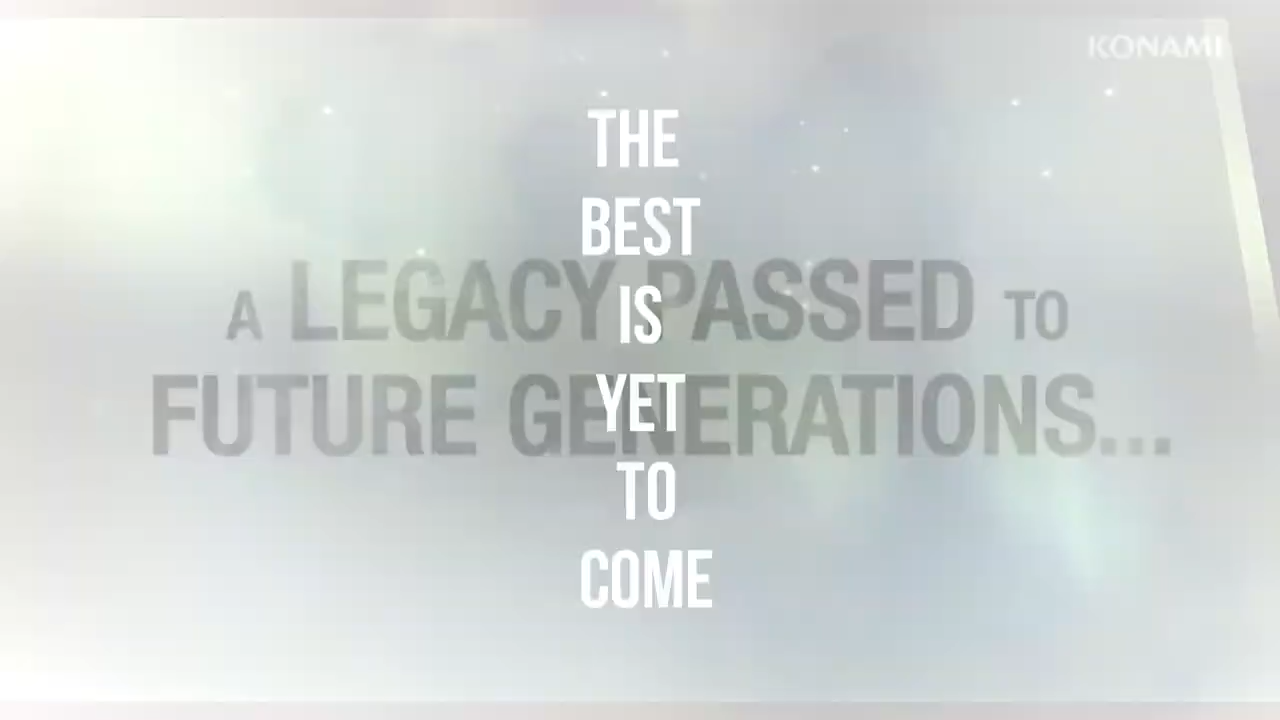 KONAMI
THE
BEST
IS
YET
TO
COME
A LEGACY PASSED TO
FUTURE GENERATIONS...